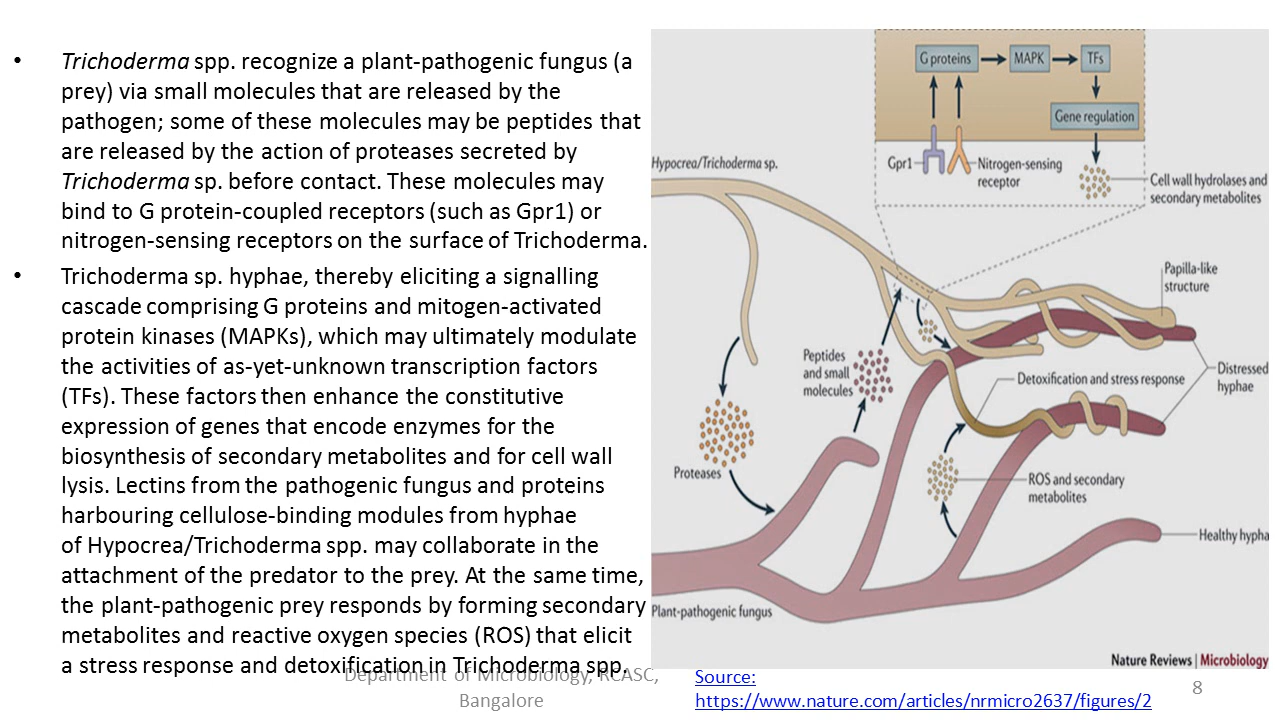 • Trichoderma spp. recognize a plant-pathogenic fungus (a
prey) via small molecules that are released by the
pathogen; some of these molecules may be peptides that
are released by the action of proteases secreted by
Trichoderma sp. before contact. These molecules may
bind to G protein-coupled receptors (such as Gpr1) or
nitrogen-sensing receptors on the surface of Trichoderma.
• Trichoderma sp. hyphae, thereby eliciting a signalling
cascade comprising G proteins and mitogen-activated
protein kinases (MAPKs), which may ultimately modulate
the activities of as-yet-unknown transcription factors
(TFs). These factors then enhance the constitutive
expression of genes that encode enzymes for the
biosynthesis of secondary metabolites and for cell wall
lysis. Lectins from the pathogenic fungus and proteins
harbouring cellulose-binding modules from hyphae
of Hypocrea/Trichoderma spp. may collaborate in the
attachment of the predator to the prey. At the same time,
the plant-pathogenic prey responds by forming secondary
metabolites and reactive oxygen species (ROS) that elicit
a stress response and detoxification in Trichoderma spp.
G proteins
MAPK
TFs
Gene regulation
Hypocrea/Trichoderma sp.
Gpr1
Nitrogen-sensing
receptor
Cell wall hydrolases and
secondary metabolites
Papilla-like
structure
Peptides
and small
molecules
Detoxification and stress response
Distressed
hyphae
Proteases
ROS and secondary
metabolites
Healthy hypha
Plant-pathogenic fungus
Nature Reviews | Microbiology
Department of Microbiology, RCASC,
Bangalore
Source:
https://www.nature.com/articles/nrmicro2637/figures/2
8